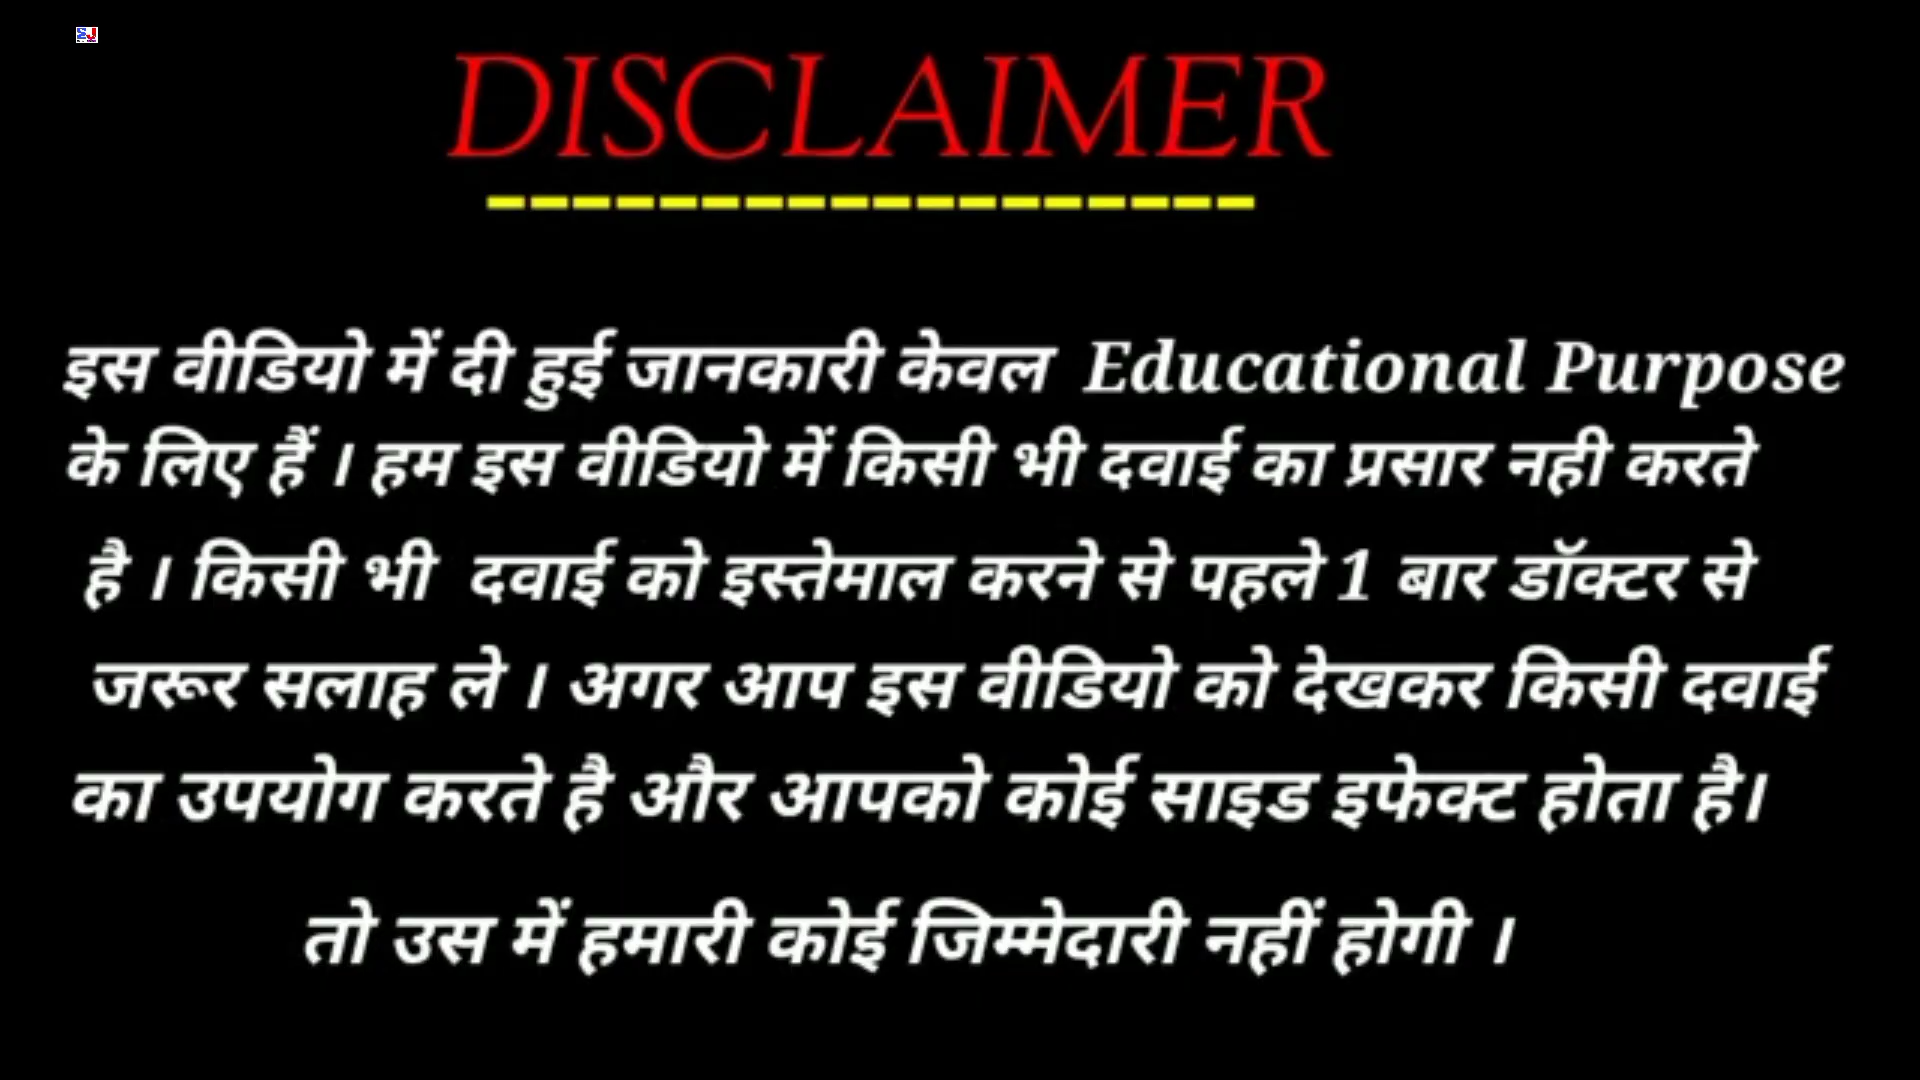 DISCLAIMER
------------------
इस वीडियो में दी हुई जानकारी केवल Educational Purpose
के लिए हैं । हम इस वीडियो में किसी भी दवाई का प्रसार नही करते
है । किसी भी दवाई को इस्तेमाल करने से पहले 1 बार डॉक्टर से
जरूर सलाह ले । अगर आप इस वीडियो को देखकर किसी दवाई
का उपयोग करते है और आपको कोई साइड इफेक्ट होता है।
तो उस में हमारी कोई जिम्मेदारी नहीं होगी ।